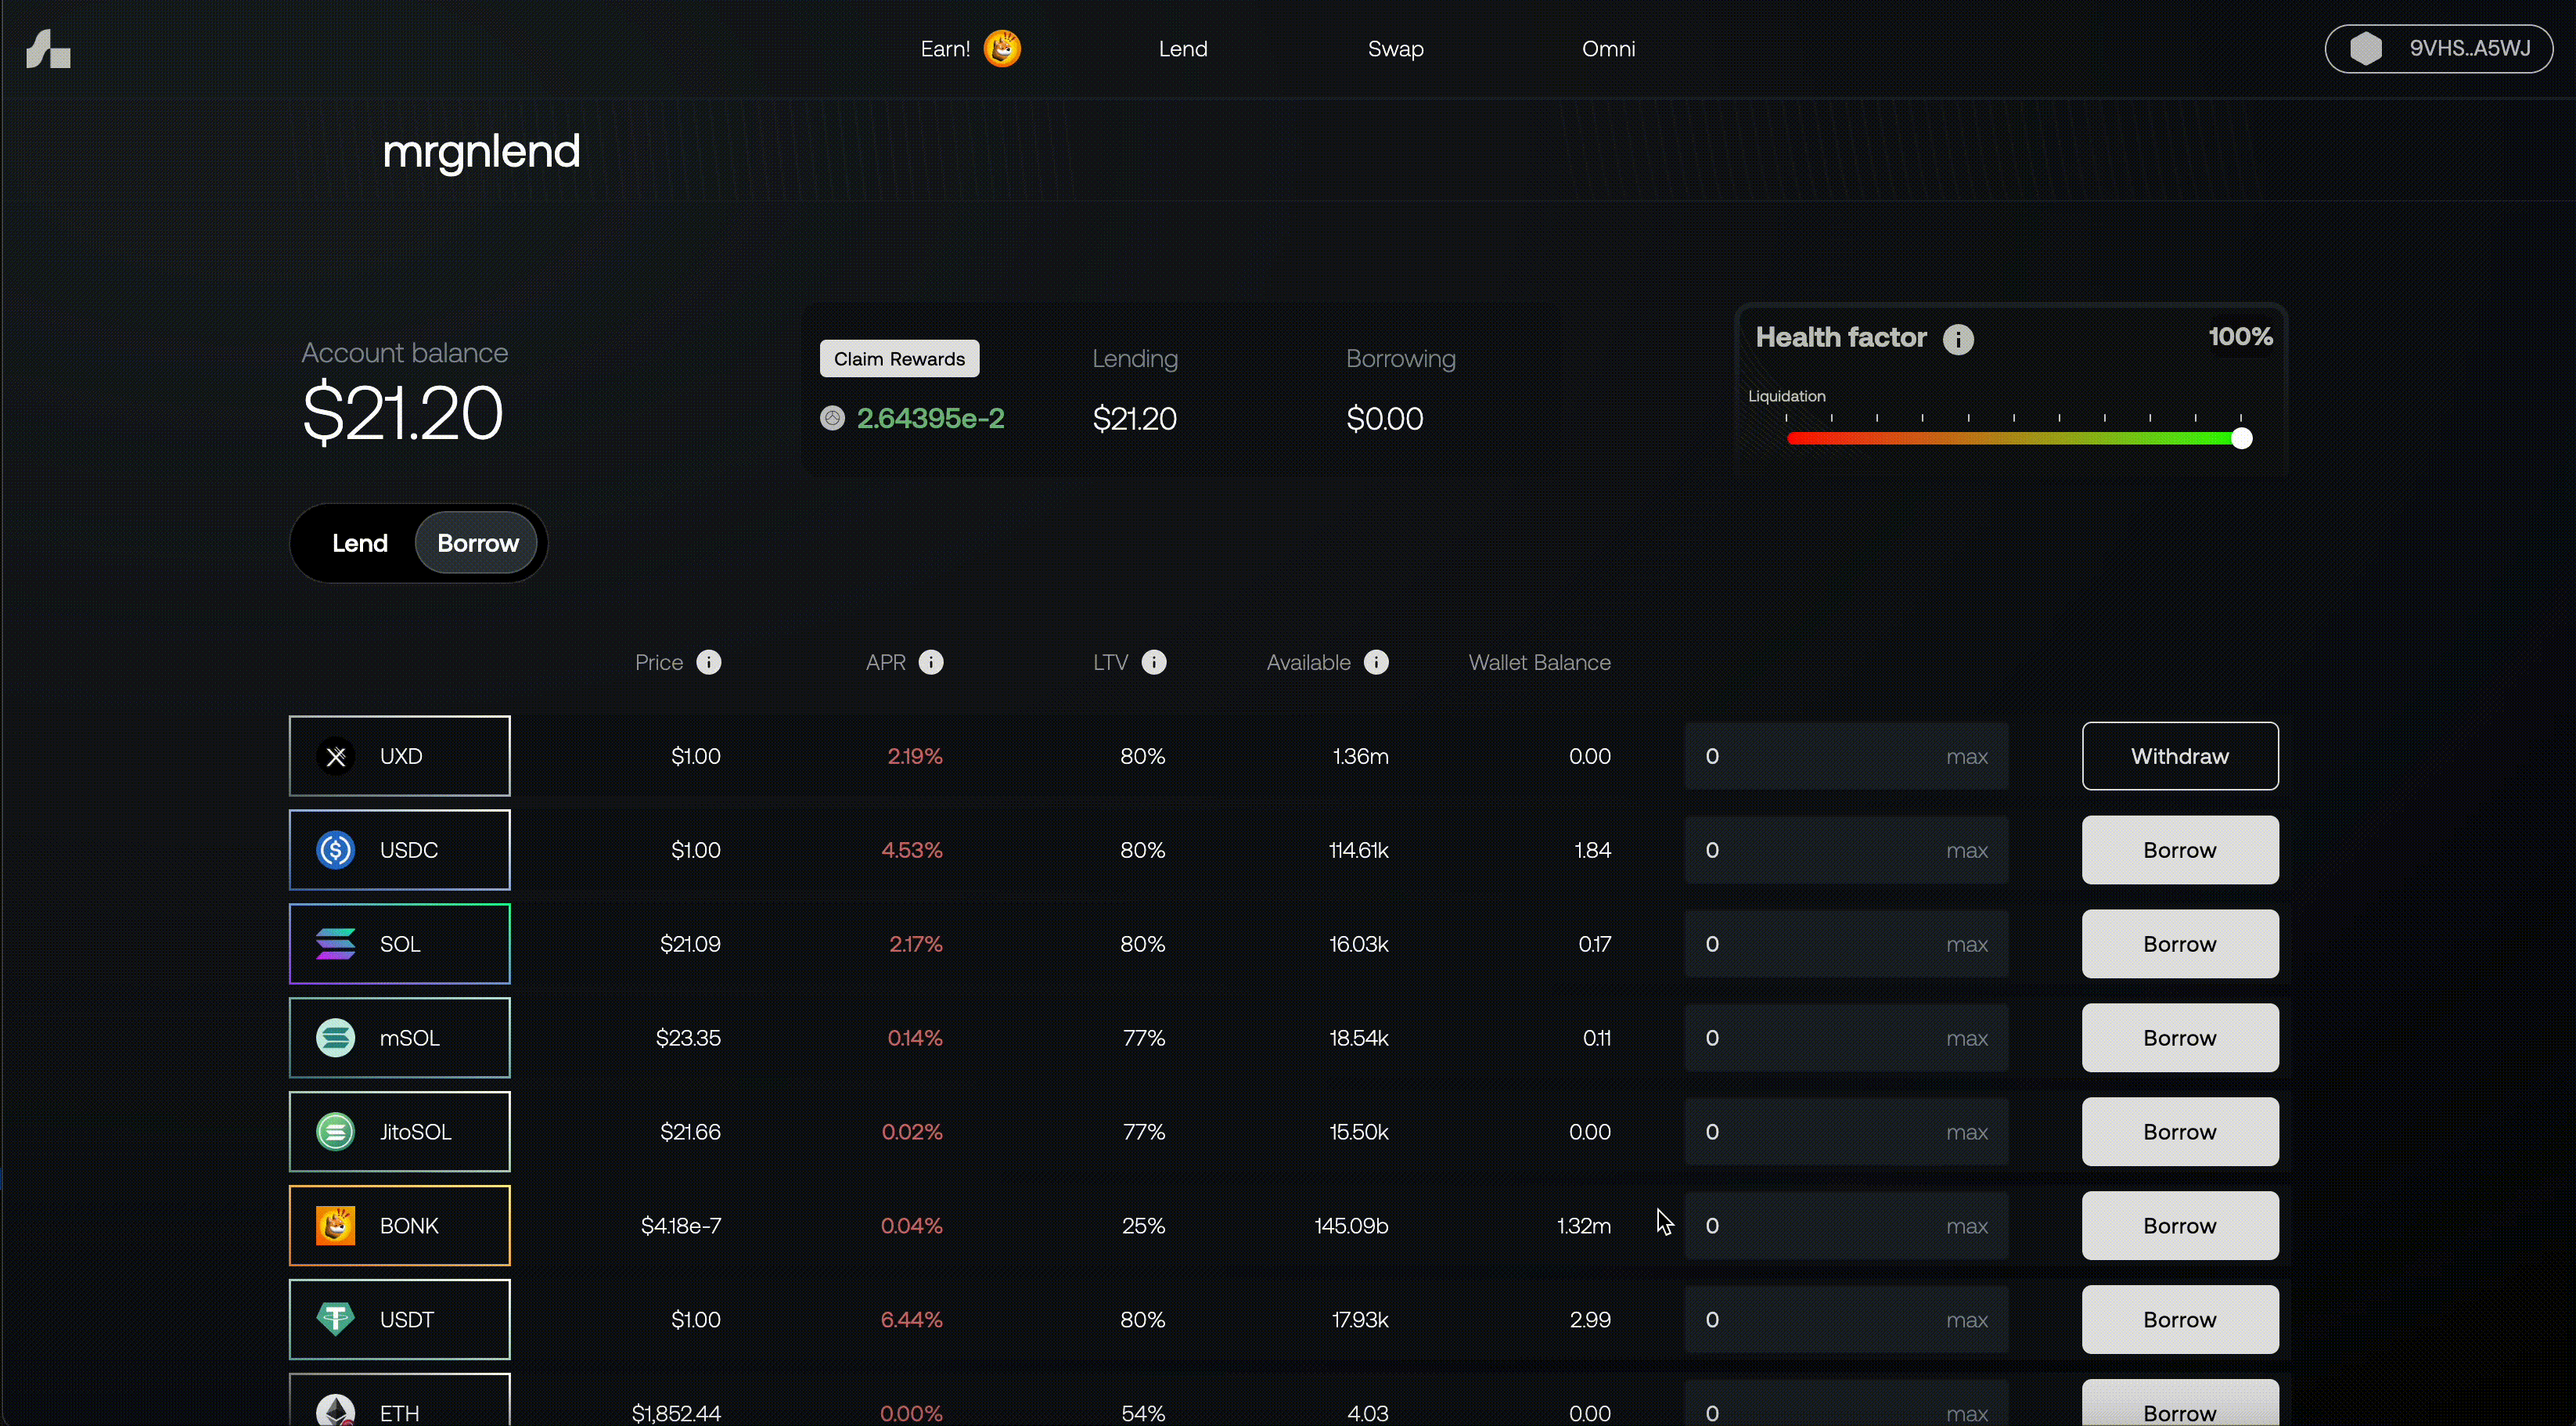 Earn! Lend Swap Omni 9VHS..A5WJ
mrgnlend
Account balance
$21.20
Claim Rewards Lending Borrowing
2.64395e-2 $21.20 $0.00
Health factor 100%
Liquidation
Lend Borrow
Price APR LTV Available Wallet Balance
UXD $1.00 2.19% 80% 1.36m 0.00 0 max Withdraw
USDC $1.00 4.53% 80% 114.61k 1.84 0 max Borrow
SOL $21.09 2.17% 80% 16.03k 0.17 0 max Borrow
mSOL $23.35 0.14% 77% 18.54k 0.11 0 max Borrow
JitoSOL $21.66 0.02% 77% 15.50k 0.00 0 max Borrow
BONK $4.18e-7 0.04% 25% 145.09b 1.32m 0 max Borrow
USDT $1.00 6.44% 80% 17.93k 2.99 0 max Borrow
ETH $1,852.44 0.00% 54% 4.03 0.00 0 max Borrow